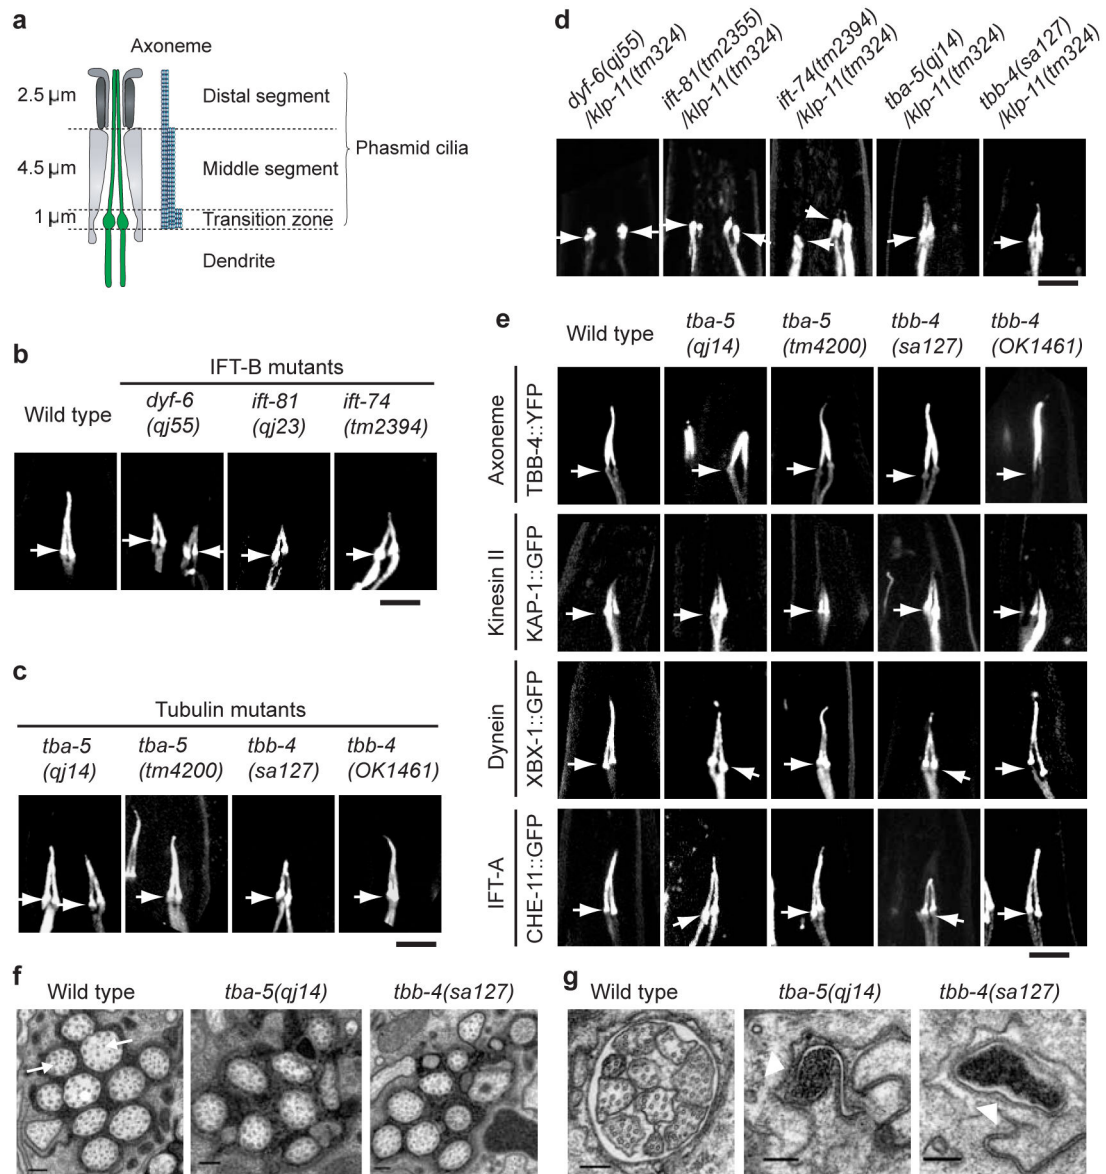 a
Axoneme
2.5 μm
Distal segment
4.5 μm
Middle segment
Phasmid cilia
1 μm
Transition zone
Dendrite
b
IFT-B mutants
Wild type
dyf-6
(qj55)
ift-81
(qj23)
ift-74
(tm2394)
c
Tubulin mutants
tba-5
(qj14)
tba-5
(tm4200)
tbb-4
(sa127)
tbb-4
(OK1461)
d
dyf-6(qj55)
/klp-11(tm324)
ift-81(tm2355)
/klp-11(tm324)
ift-74(tm2394)
/klp-11(tm324)
tba-5(qj14)
/klp-11(tm324)
tbb-4(sa127)
/klp-11(tm324)
e
Wild type
tba-5
(qj14)
tba-5
(tm4200)
tbb-4
(sa127)
tbb-4
(OK1461)
Axoneme
TBB-4::YFP
Kinesin II
KAP-1::GFP
Dynein
XBX-1::GFP
IFT-A
CHE-11::GFP
f
Wild type
tba-5(qj14)
tbb-4(sa127)
g
Wild type
tba-5(qj14)
tbb-4(sa127)